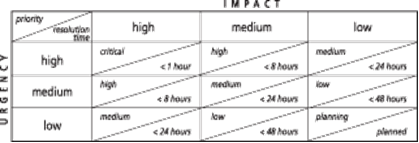 IMPACT
priority
resolution
time
high medium low
URGENCY
high
critical
< 1 hour
high
< 8 hours
medium
< 24 hours
medium
high
< 8 hours
medium
< 24 hours
low
< 48 hours
low
medium
< 24 hours
low
< 48 hours
planning
planned